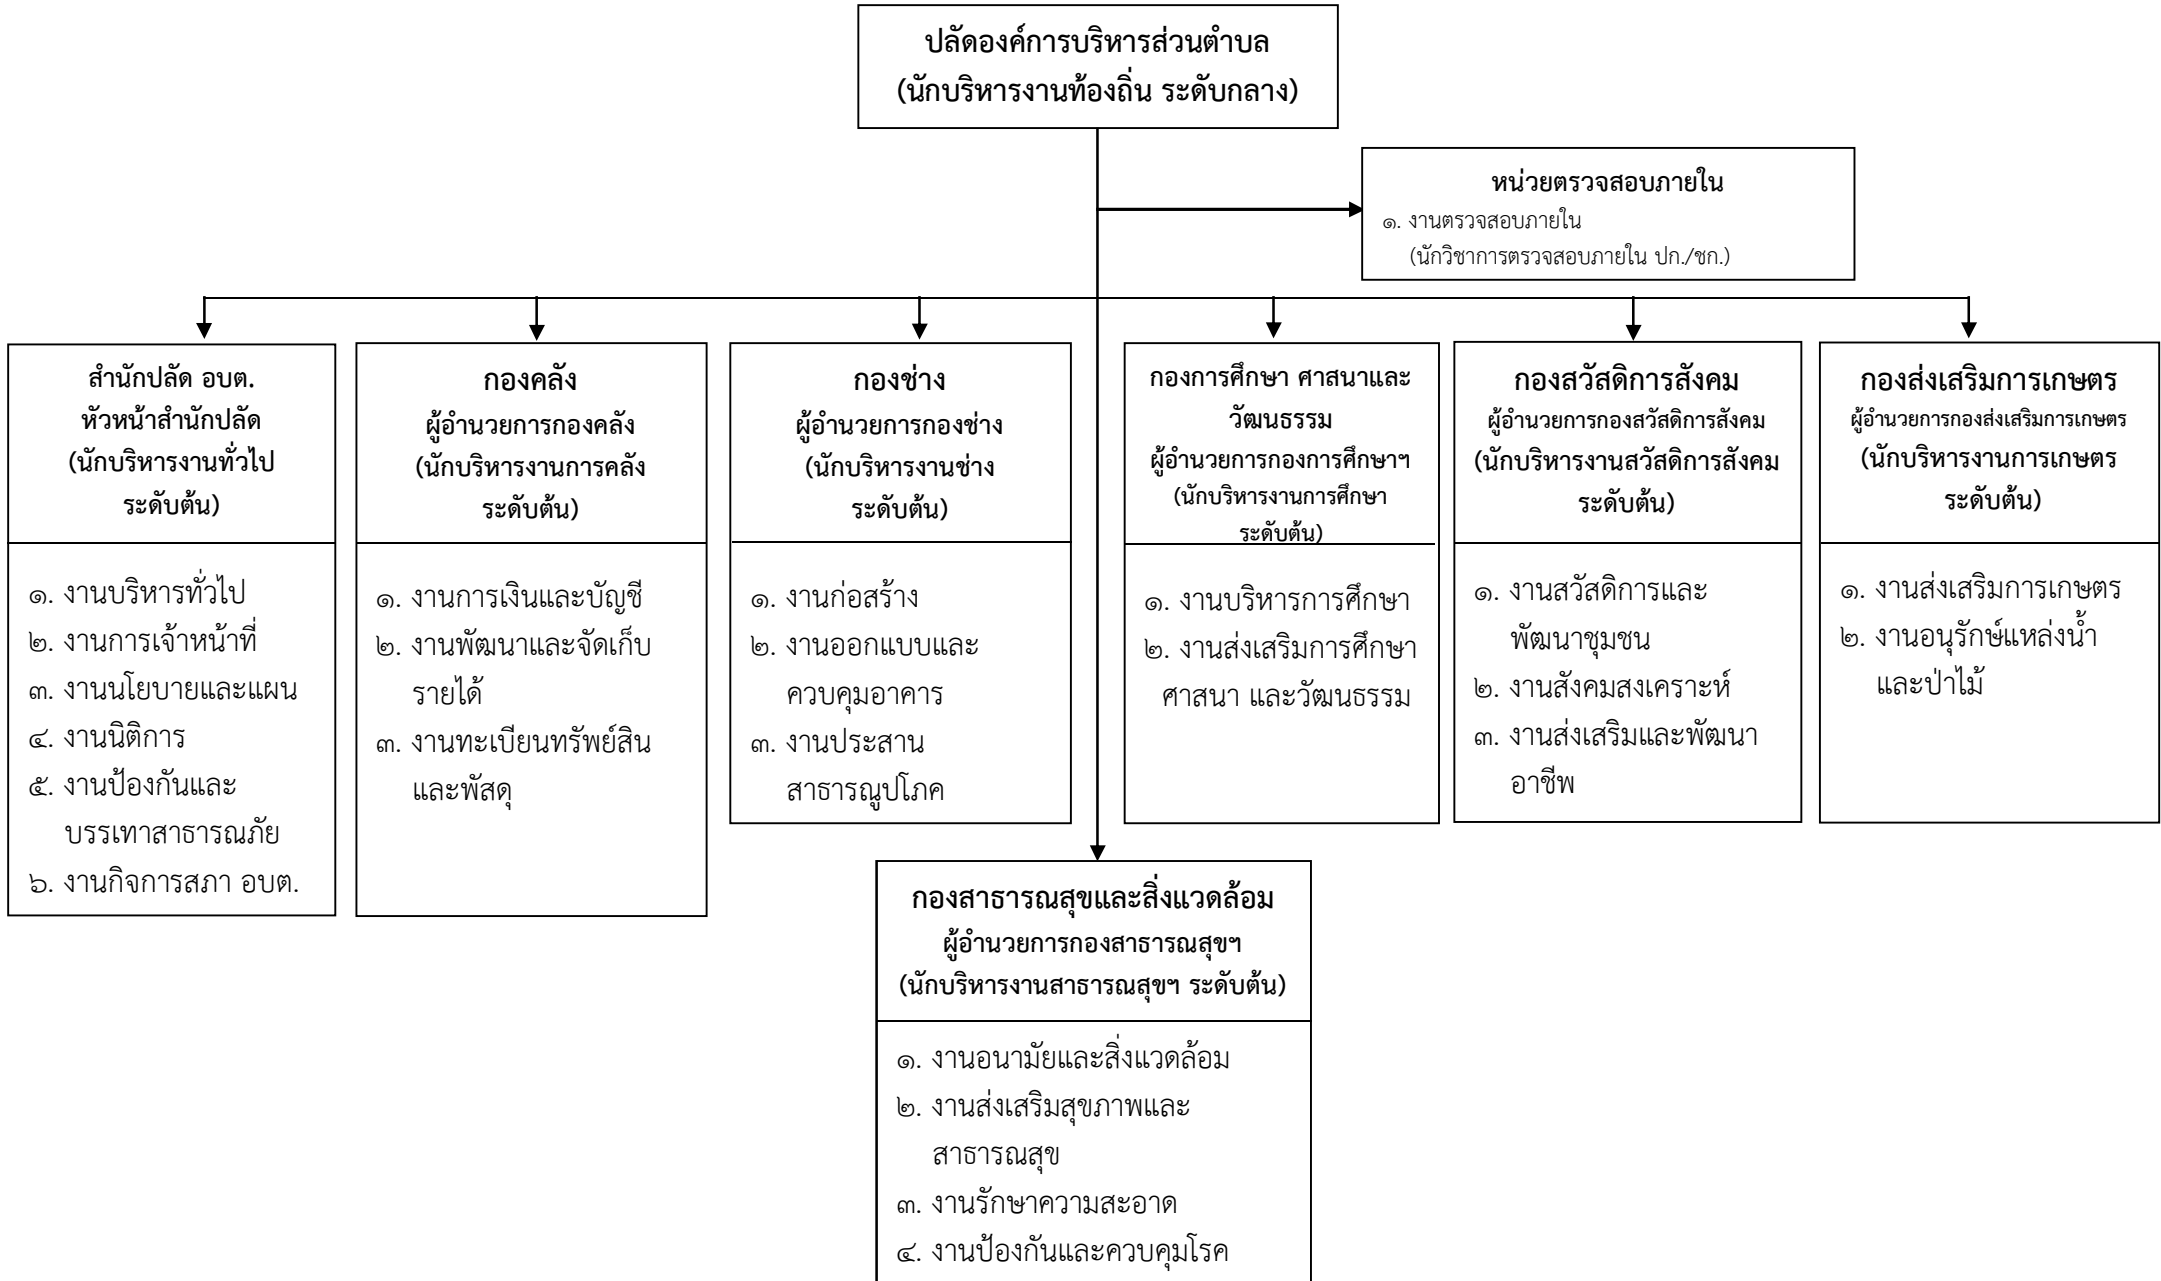 ปลัดองค์การบริหารส่วนตำบล
(นักบริหารงานท้องถิ่น ระดับกลาง)
หน่วยตรวจสอบภายใน
๑. งานตรวจสอบภายใน
(นักวิชาการตรวจสอบภายใน ปก./ชก.)
สำนักปลัด อบต.
หัวหน้าสำนักปลัด
(นักบริหารงานทั่วไป
ระดับต้น)
๑. งานบริหารทั่วไป
๒. งานการเจ้าหน้าที่
๓. งานนโยบายและแผน
๔. งานนิติการ
๕. งานป้องกันและ
บรรเทาสาธารณภัย
๖. งานกิจการสภา อบต.
กองคลัง
ผู้อำนวยการกองคลัง
(นักบริหารงานการคลัง
ระดับต้น)
๑. งานการเงินและบัญชี
๒. งานพัฒนาและจัดเก็บ
รายได้
๓. งานทะเบียนทรัพย์สิน
และพัสดุ
กองช่าง
ผู้อำนวยการกองช่าง
(นักบริหารงานช่าง
ระดับต้น)
๑. งานก่อสร้าง
๒. งานออกแบบและ
ควบคุมอาคาร
๓. งานประสาน
สาธารณูปโภค
กองการศึกษา ศาสนาและ
วัฒนธรรม
ผู้อำนวยการกองการศึกษาฯ
(นักบริหารงานการศึกษา
ระดับต้น)
๑. งานบริหารการศึกษา
๒. งานส่งเสริมการศึกษา
ศาสนา และวัฒนธรรม
กองสวัสดิการสังคม
ผู้อำนวยการกองสวัสดิการสังคม
(นักบริหารงานสวัสดิการสังคม
ระดับต้น)
๑. งานสวัสดิการและ
พัฒนาชุมชน
๒. งานสังคมสงเคราะห์
๓. งานส่งเสริมและพัฒนา
อาชีพ
กองส่งเสริมการเกษตร
ผู้อำนวยการกองส่งเสริมการเกษตร
(นักบริหารงานการเกษตร
ระดับต้น)
๑. งานส่งเสริมการเกษตร
๒. งานอนุรักษ์แหล่งน้ำ
และป่าไม้
กองสาธารณสุขและสิ่งแวดล้อม
ผู้อำนวยการกองสาธารณสุขฯ
(นักบริหารงานสาธารณสุขฯ ระดับต้น)
๑. งานอนามัยและสิ่งแวดล้อม
๒. งานส่งเสริมสุขภาพและ
สาธารณสุข
๓. งานรักษาความสะอาด
๔. งานป้องกันและควบคุมโรค